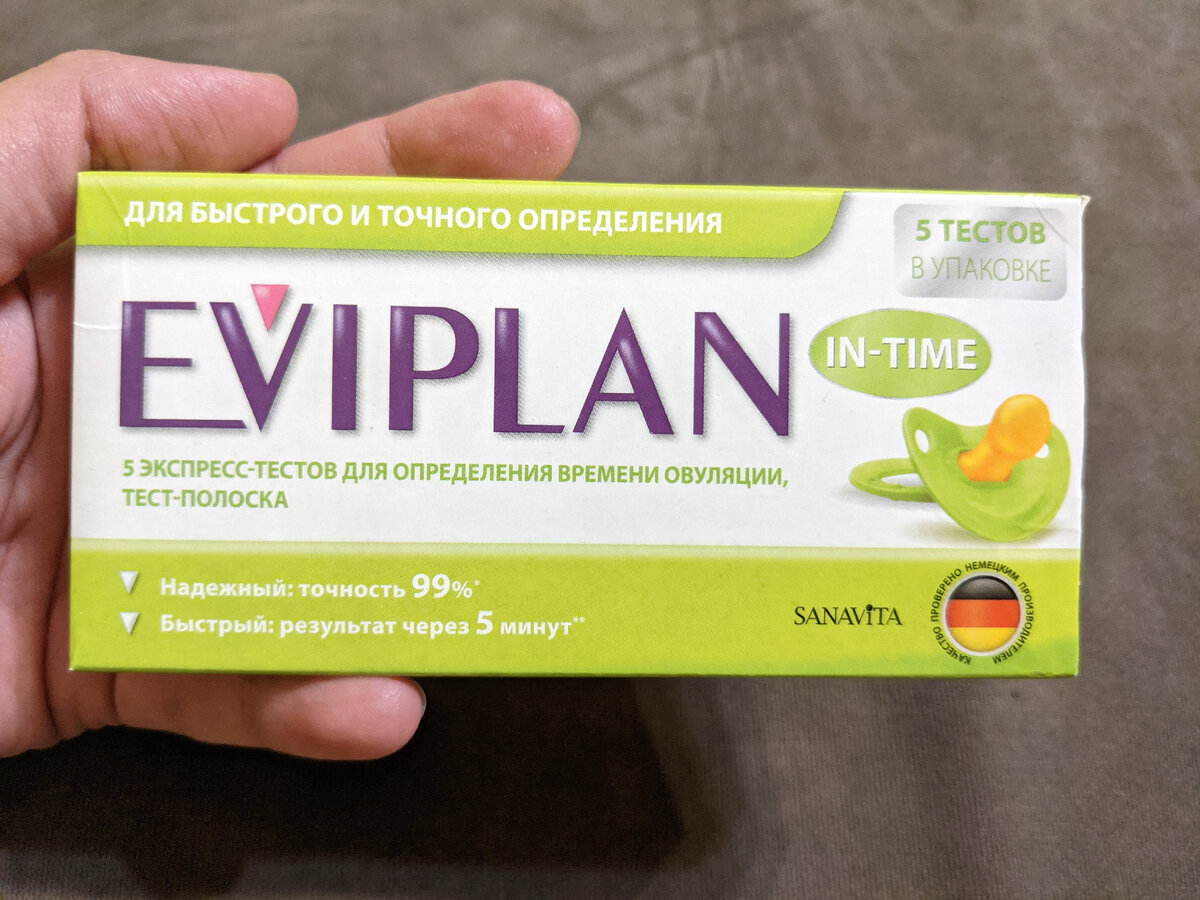 ДЛЯ БЫСТРОГО И ТОЧНОГО ОПРЕДЕЛЕНИЯ
5 ТЕСТОВ
В УПАКОВКЕ
EVIPLAN
IN-TIME
5 ЭКСПРЕСС-ТЕСТОВ ДЛЯ ОПРЕДЕЛЕНИЯ ВРЕМЕНИ ОВУЛЯЦИИ,
ТЕСТ-ПОЛОСКА
Надежный: точность 99%*
Быстрый: результат через 5 минут**
SANAVITA
КАЧЕСТВО ПРОВЕРЕНО НЕМЕЦКИМ ПРОИЗВОДИТЕЛЕМ